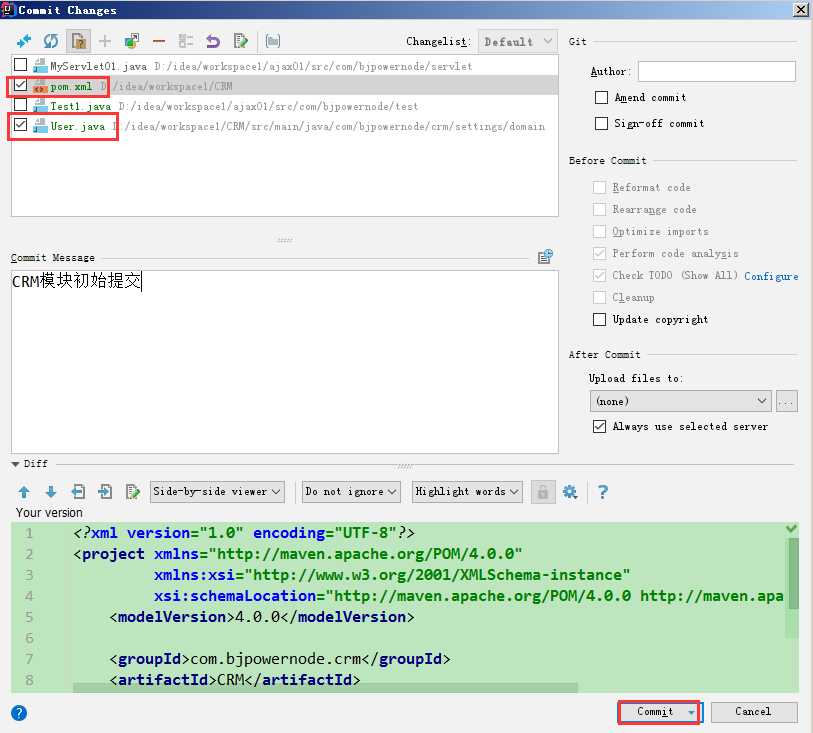 Commit Changes
Changelist: Default
Git
MyServlet01.java D:/idea/workspace1/ajax01/src/com/bjpowernode/servlet
pom.xml D:/idea/workspace1/CRM
Test1.java D:/idea/workspace1/ajax01/src/com/bjpowernode/test
User.java D:/idea/workspace1/CRM/src/main/java/com/bjpowernode/crm/settings/domain
Author:
Amend commit
Sign-off commit
Before Commit
Reformat code
Rearrange code
Optimize imports
Perform code analysis
Check TODO (Show All) Configure
Cleanup
Update copyright
Commit Message
CRM模块初始提交
After Commit
Upload files to:
(none)
...
Always use selected server
Diff
Side-by-side viewer
Do not ignore
Highlight words
?
Your version
1 <?xml version="1.0" encoding="UTF-8"?>
2 <project xmlns="http://maven.apache.org/POM/4.0.0"
3 xmlns:xsi="http://www.w3.org/2001/XMLSchema-instance"
4 xsi:schemaLocation="http://maven.apache.org/POM/4.0.0 http://maven.apa
5 <modelVersion>4.0.0</modelVersion>
6
7 <groupId>com.bjpowernode.crm</groupId>
8 <artifactId>CRM</artifactId>
?
Commit
Cancel